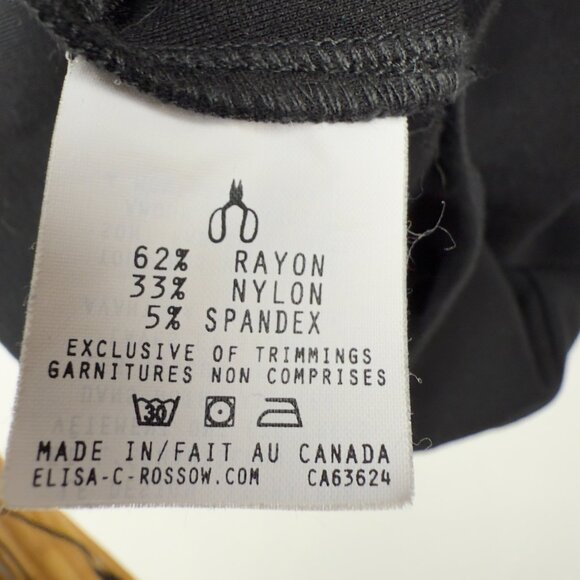 62% RAYON
33% NYLON
5% SPANDEX
EXCLUSIVE OF TRIMMINGS
GARNITURES NON COMPRISES
30
MADE IN/FAIT AU CANADA
ELISA-C-ROSSOW.COM CA63624